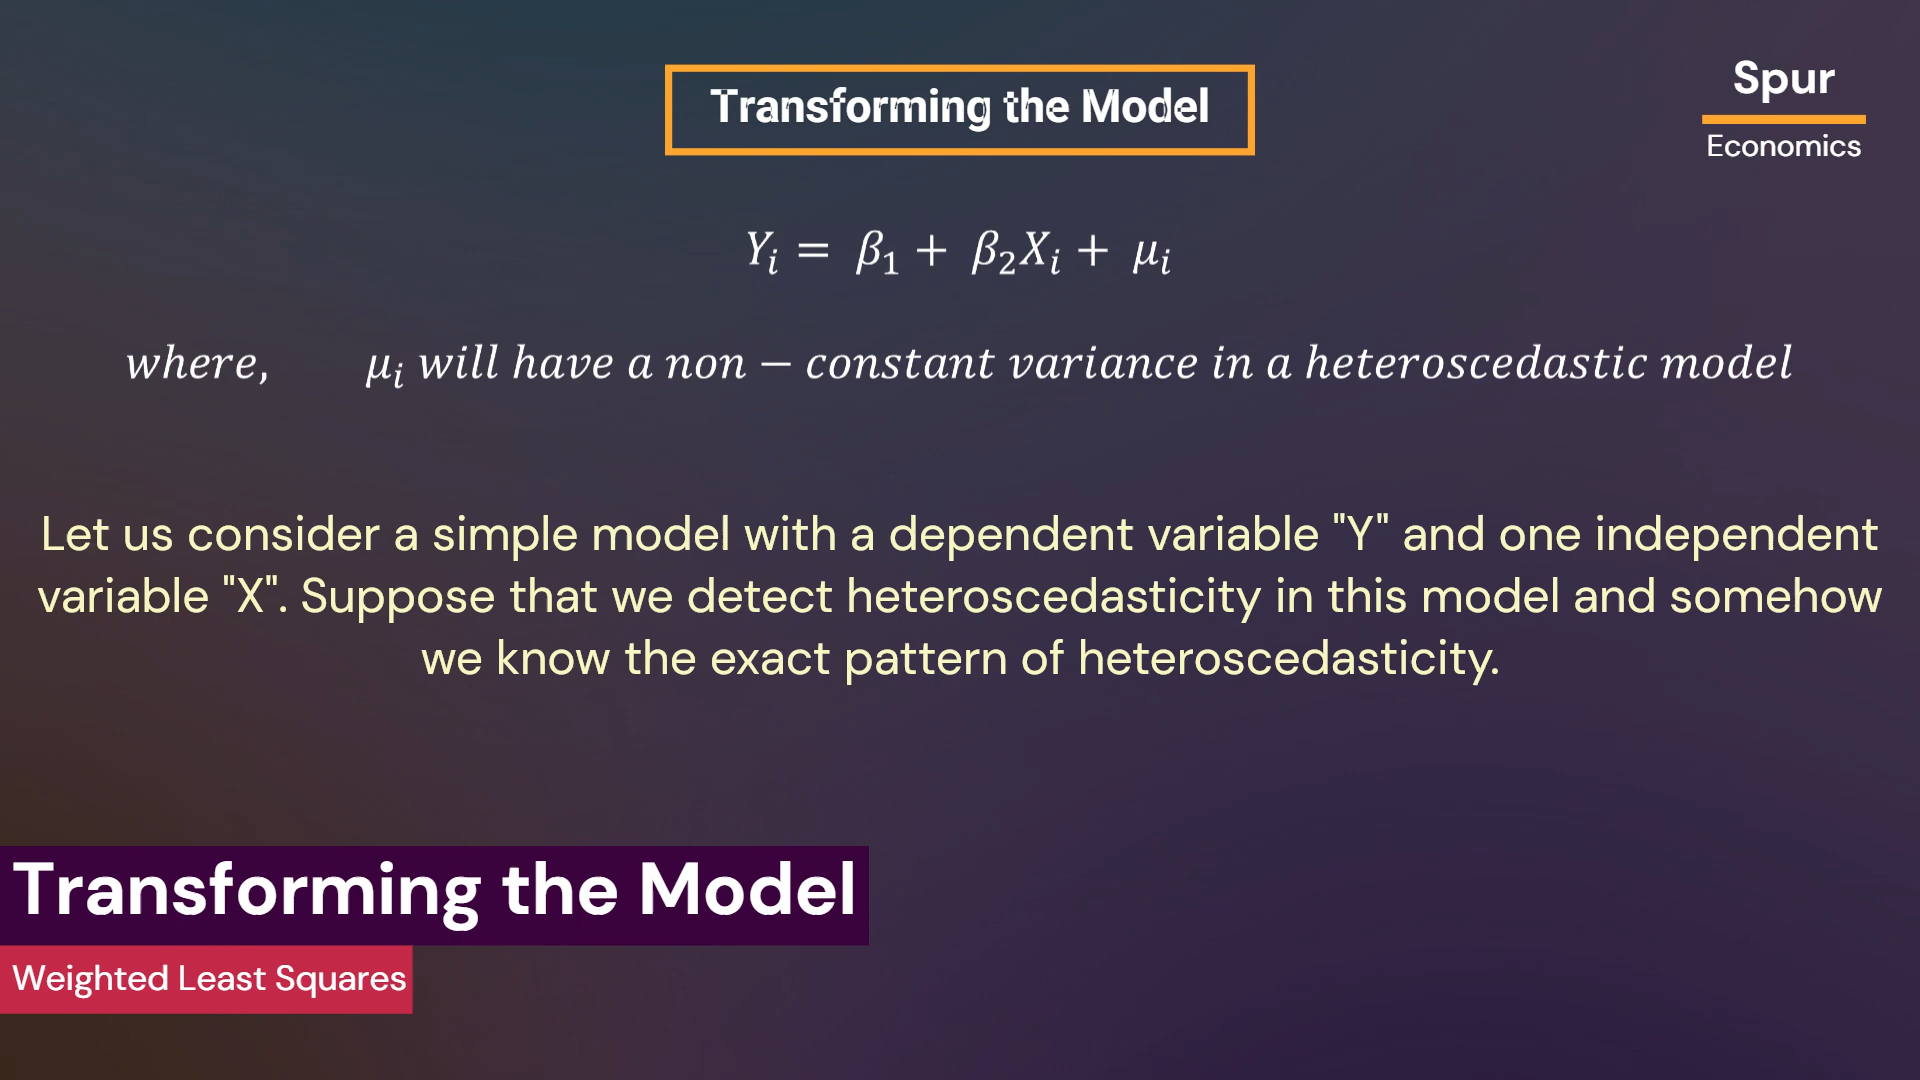 Transforming the Model
Spur
Economics
Yᵢ = β₁ + β₂Xᵢ + μᵢ
where, μᵢ will have a non − constant variance in a heteroscedastic model
Let us consider a simple model with a dependent variable "Y" and one independent
variable "X". Suppose that we detect heteroscedasticity in this model and somehow
we know the exact pattern of heteroscedasticity.
Transforming the Model
Weighted Least Squares